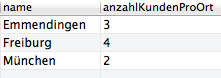 name anzahlKundenProOrt
Emmendingen 3
Freiburg 4
München 2